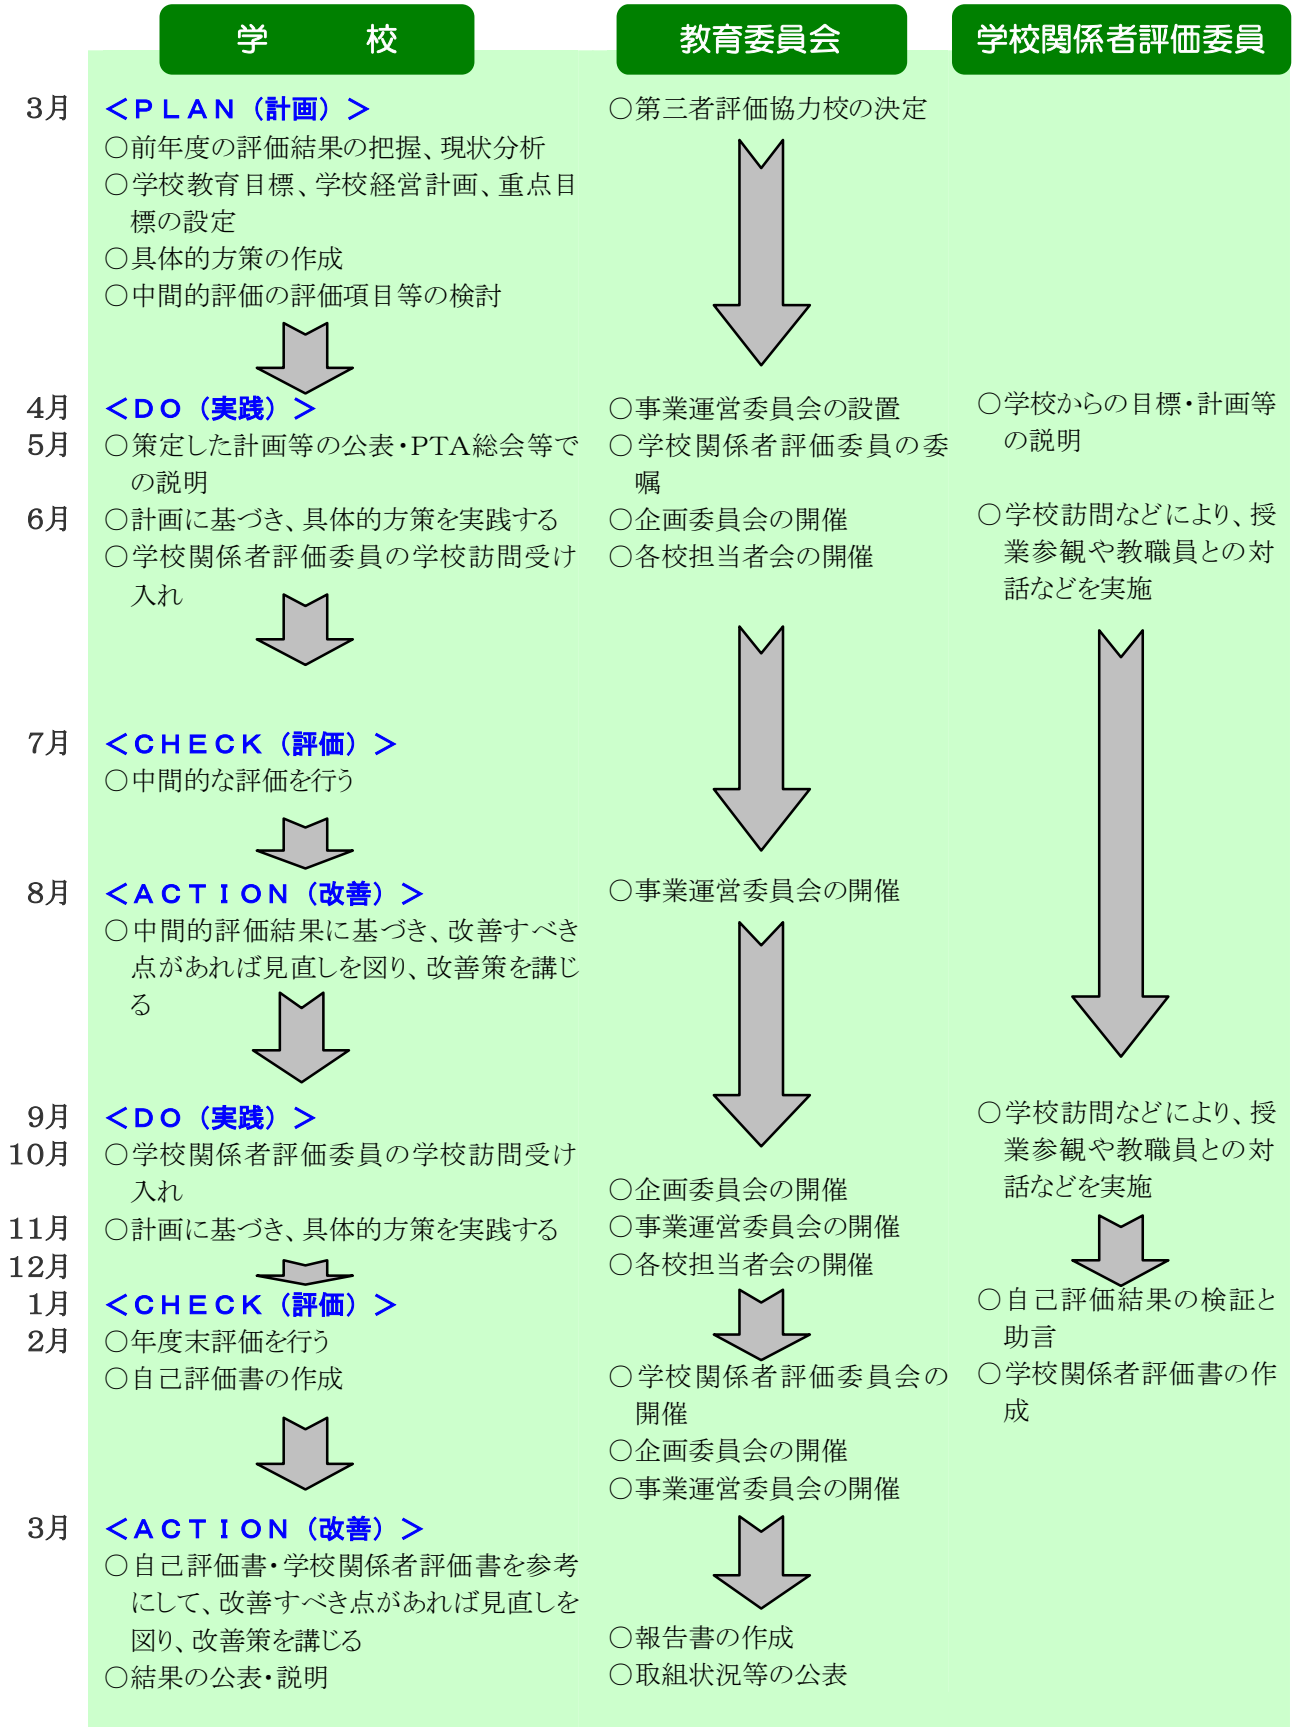 学　校
教育委員会
学校関係者評価委員
3月
＜ＰＬＡＮ（計画）＞
○前年度の評価結果の把握、現状分析
○学校教育目標、学校経営計画、重点目
標の設定
○具体的方策の作成
○中間的評価の評価項目等の検討
4月
＜ＤＯ（実践）＞
5月
○策定した計画等の公表・PTA総会等で
の説明
6月
○計画に基づき、具体的方策を実践する
○学校関係者評価委員の学校訪問受け
入れ
7月
＜ＣＨＥＣＫ（評価）＞
○中間的な評価を行う
8月
＜ＡＣＴＩＯＮ（改善）＞
○中間的評価結果に基づき、改善すべき
点があれば見直しを図り、改善策を講じ
る
9月
＜ＤＯ（実践）＞
10月
○学校関係者評価委員の学校訪問受け
入れ
11月
○計画に基づき、具体的方策を実践する
12月
1月
＜ＣＨＥＣＫ（評価）＞
2月
○年度末評価を行う
○自己評価書の作成
3月
＜ＡＣＴＩＯＮ（改善）＞
○自己評価書・学校関係者評価書を参考
にして、改善すべき点があれば見直しを
図り、改善策を講じる
○結果の公表・説明
○第三者評価協力校の決定
○事業運営委員会の設置
○学校関係者評価委員の委
嘱
○企画委員会の開催
○各校担当者会の開催
○事業運営委員会の開催
○企画委員会の開催
○事業運営委員会の開催
○各校担当者会の開催
○学校関係者評価委員会の
開催
○企画委員会の開催
○事業運営委員会の開催
○報告書の作成
○取組状況等の公表
○学校からの目標・計画等
の説明
○学校訪問などにより、授
業参観や教職員との対
話などを実施
○学校訪問などにより、授
業参観や教職員との対
話などを実施
○自己評価結果の検証と
助言
○学校関係者評価書の作
成